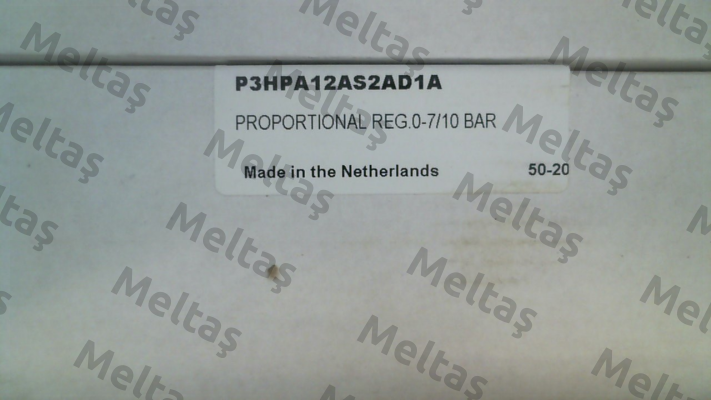 P3HPA12AS2AD1A
PROPORTIONAL REG.0-7/10 BAR
Made in the Netherlands 50-20
Meltaş